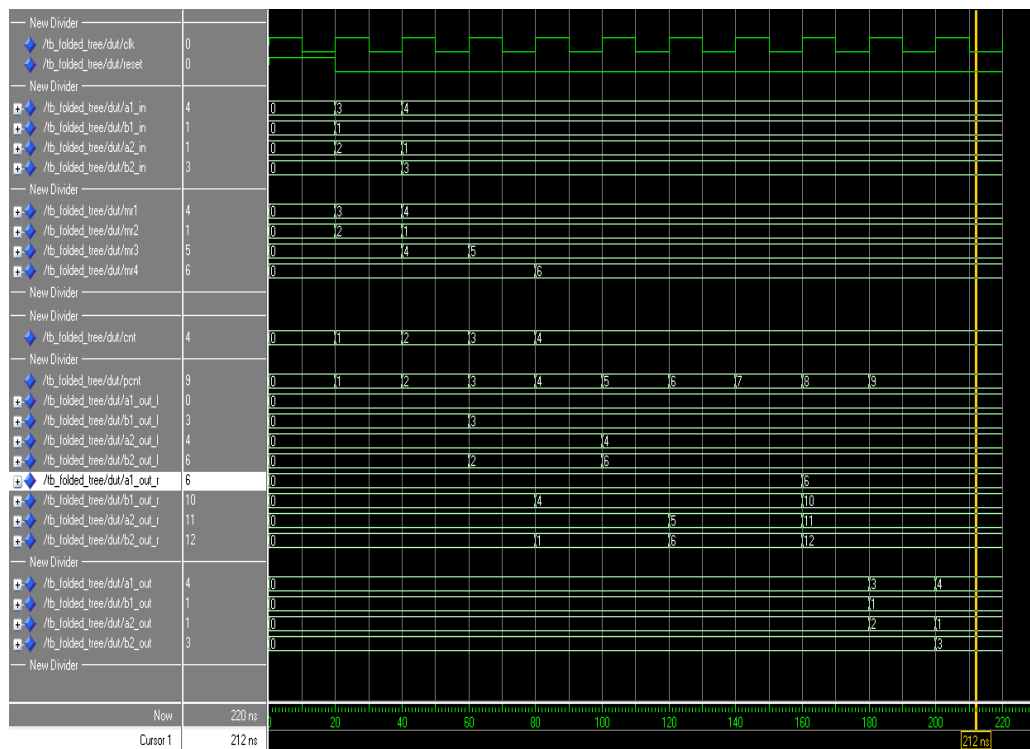 New Divider
/tb_folded_tree/dut/clk 0
/tb_folded_tree/dut/reset 0
New Divider
/tb_folded_tree/dut/a1_in 4 0 3 4
/tb_folded_tree/dut/b1_in 1 0 1
/tb_folded_tree/dut/a2_in 1 0 2 1
/tb_folded_tree/dut/b2_in 3 0 3
New Divider
/tb_folded_tree/dut/mr1 4 0 3 4
/tb_folded_tree/dut/mr2 1 0 2 1
/tb_folded_tree/dut/mr3 5 0 4 5
/tb_folded_tree/dut/mr4 6 0 6
New Divider
New Divider
/tb_folded_tree/dut/cnt 4 0 1 2 3 4
New Divider
/tb_folded_tree/dut/pcnt 9 0 1 2 3 4 5 6 7 8 9
/tb_folded_tree/dut/a1_out_l 0 0
/tb_folded_tree/dut/b1_out_l 3 0 3
/tb_folded_tree/dut/a2_out_l 4 0 4
/tb_folded_tree/dut/b2_out_l 6 0 2 6
/tb_folded_tree/dut/a1_out_r 6 0 6
/tb_folded_tree/dut/b1_out_r 10 0 4 10
/tb_folded_tree/dut/a2_out_r 11 0 5 11
/tb_folded_tree/dut/b2_out_r 12 0 1 6 12
New Divider
/tb_folded_tree/dut/a1_out 4 0 3 4
/tb_folded_tree/dut/b1_out 1 0 1
/tb_folded_tree/dut/a2_out 1 0 2 1
/tb_folded_tree/dut/b2_out 3 0 3
New Divider
Now 220 ns 0 20 40 60 80 100 120 140 160 180 200 220
Cursor 1 212 ns 212 ns